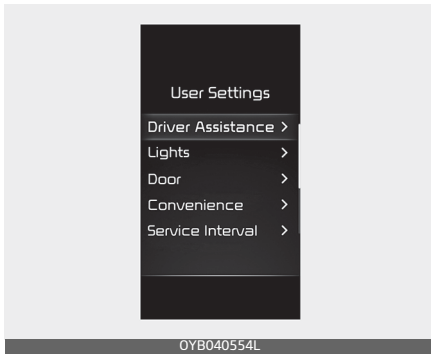 User Settings
Driver Assistance >
Lights >
Door >
Convenience >
Service Interval >
OYB040554L